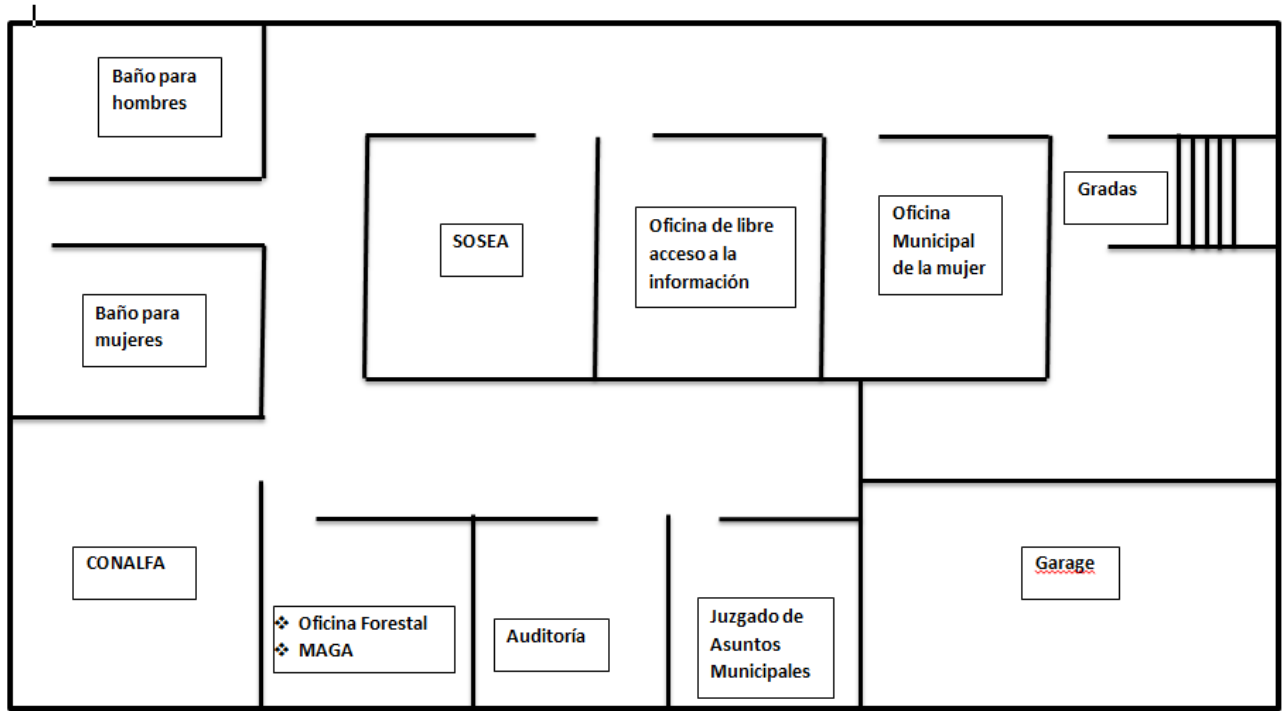 Baño para
hombres
Gradas
SOSEA
Oficina de libre
acceso a la
información
Oficina
Municipal
de la mujer
Baño para
mujeres
CONALFA
❖ Oficina Forestal
❖ MAGA
Auditoría
Juzgado de
Asuntos
Municipales
Garage